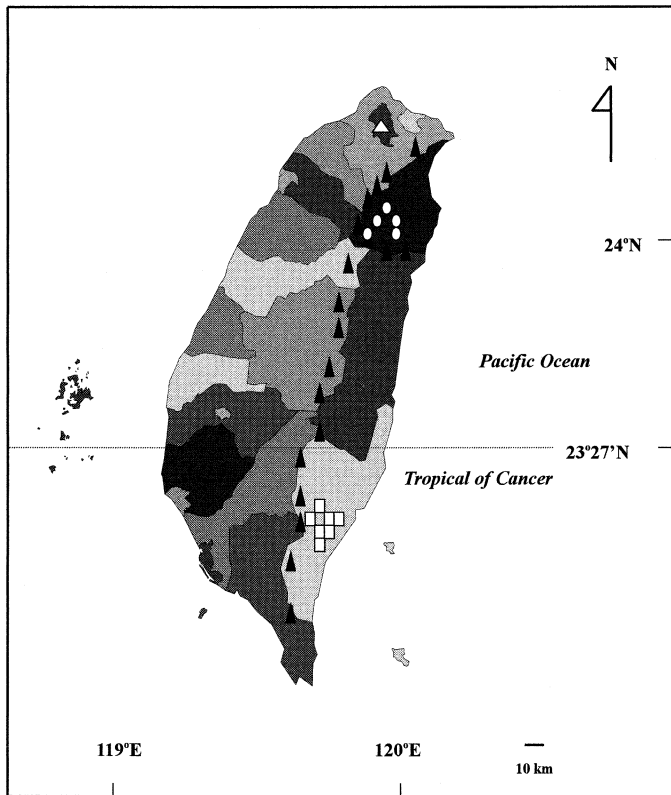 N
24°N
Pacific Ocean
23°27'N
Tropical of Cancer
119°E
120°E
10 km